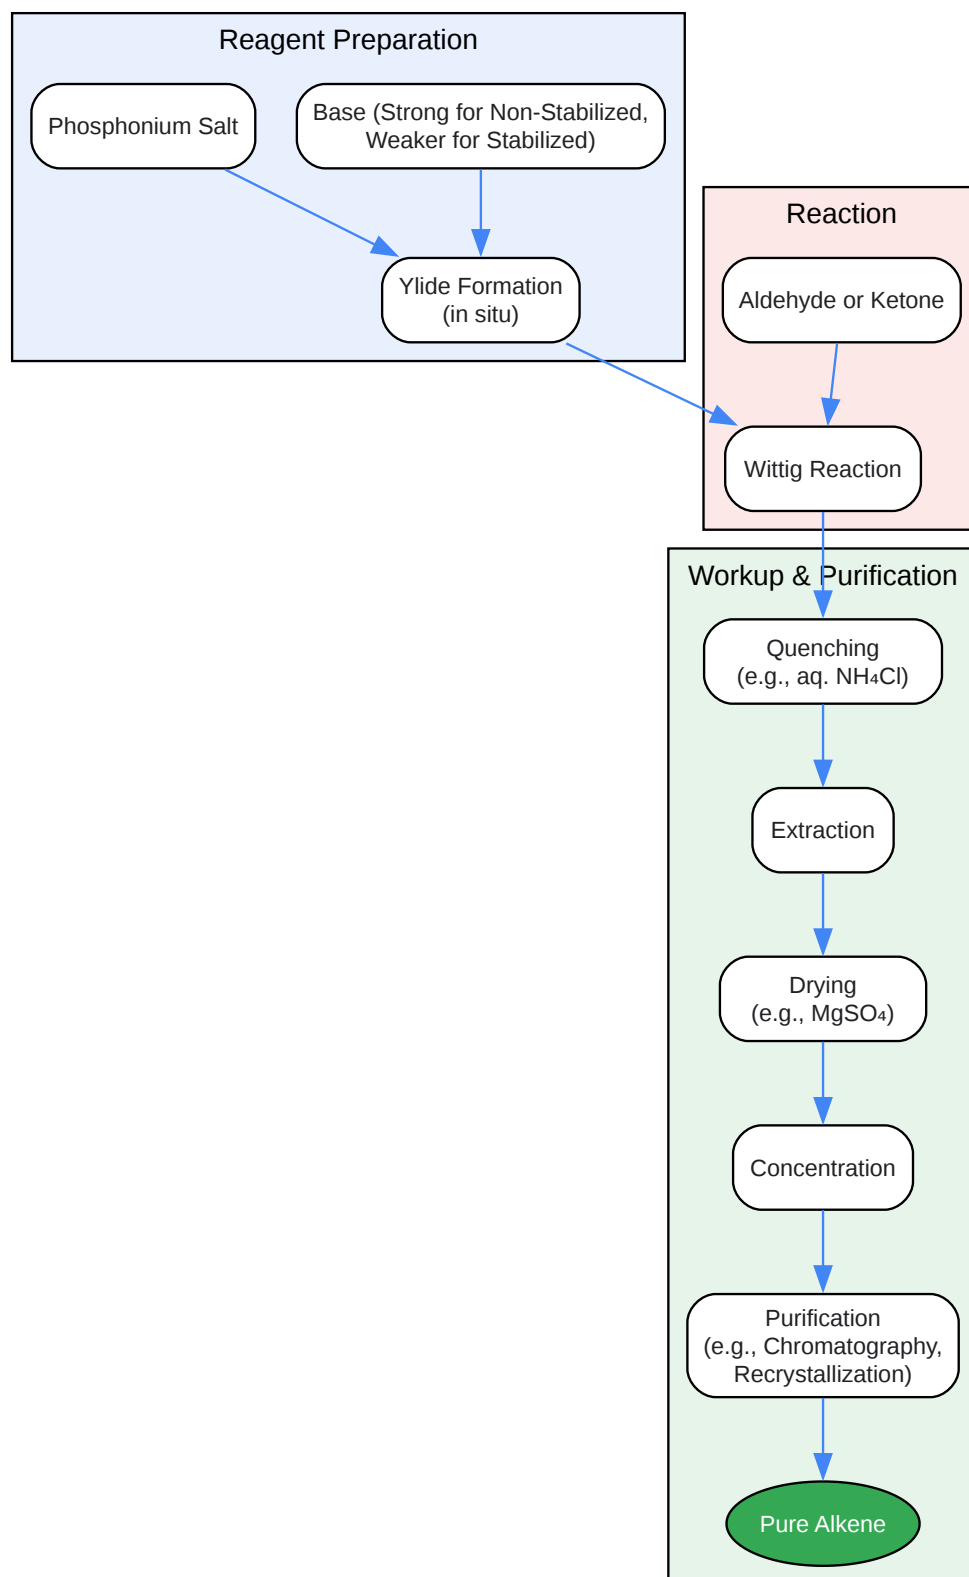 Reagent Preparation
Phosphonium Salt
Base (Strong for Non-Stabilized,
Weaker for Stabilized)
Ylide Formation
(in situ)
Reaction
Aldehyde or Ketone
Wittig Reaction
Workup & Purification
Quenching
(e.g., aq. NH₄Cl)
Extraction
Drying
(e.g., MgSO₄)
Concentration
Purification
(e.g., Chromatography,
Recrystallization)
Pure Alkene